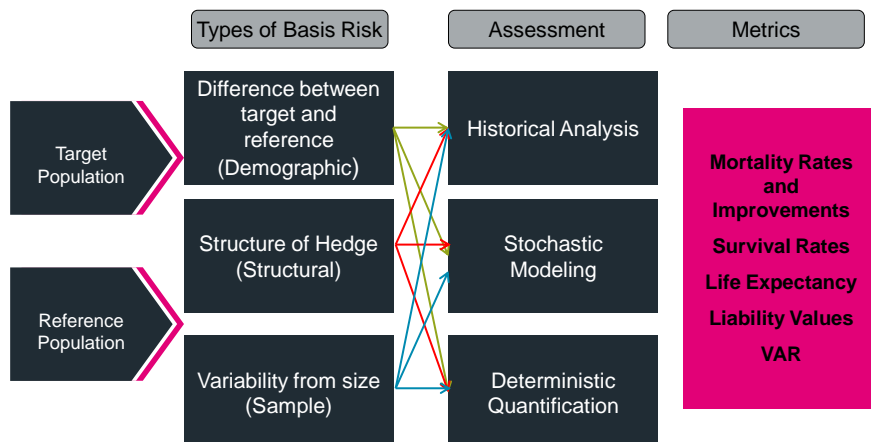 Types of Basis Risk
Assessment
Metrics
Target
Population
Reference
Population
Difference between
target and
reference
(Demographic)
Structure of Hedge
(Structural)
Variability from size
(Sample)
Historical Analysis
Stochastic
Modeling
Deterministic
Quantification
Mortality Rates
and
Improvements
Survival Rates
Life Expectancy
Liability Values
VAR